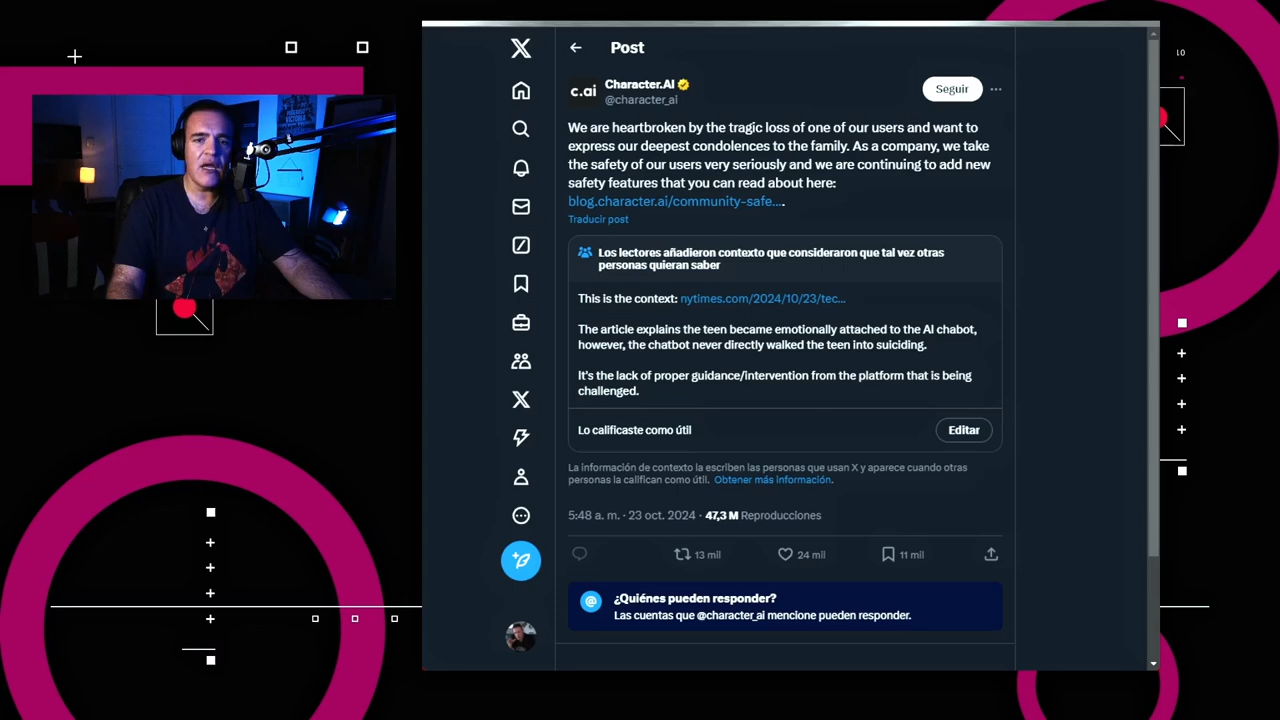 Post
c.ai
Character.AI
@character_ai
Seguir
We are heartbroken by the tragic loss of one of our users and want to
express our deepest condolences to the family. As a company, we take
the safety of our users very seriously and we are continuing to add new
safety features that you can read about here:
blog.character.ai/community-safe....
Traducir post
Los lectores añadieron contexto que consideraron que tal vez otras
personas quieran saber
This is the context: nytimes.com/2024/10/23/tec...
The article explains the teen became emotionally attached to the AI chabot,
however, the chatbot never directly walked the teen into suiciding.
It's the lack of proper guidance/intervention from the platform that is being
challenged.
Lo calificaste como útil
Editar
La información de contexto la escriben las personas que usan X y aparece cuando otras
personas la califican como útil. Obtener más información.
5:48 a. m. · 23 oct. 2024 · 47,3 M Reproducciones
13 mil
24 mil
11 mil
¿Quiénes pueden responder?
Las cuentas que @character_ai mencione pueden responder.
10